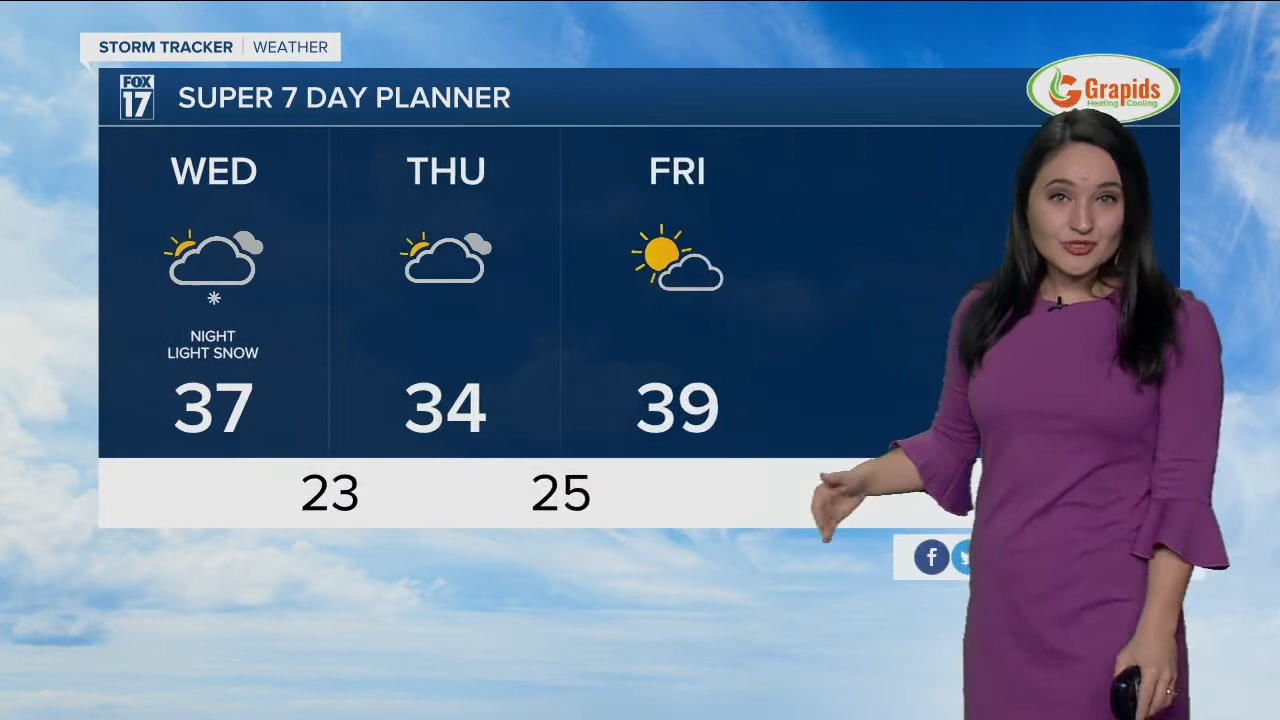 STORM TRACKER | WEATHER
FOX
17
SUPER 7 DAY PLANNER
Grapids
Heating Cooling
WED THU FRI
NIGHT
LIGHT SNOW
37 34 39
23 25
f